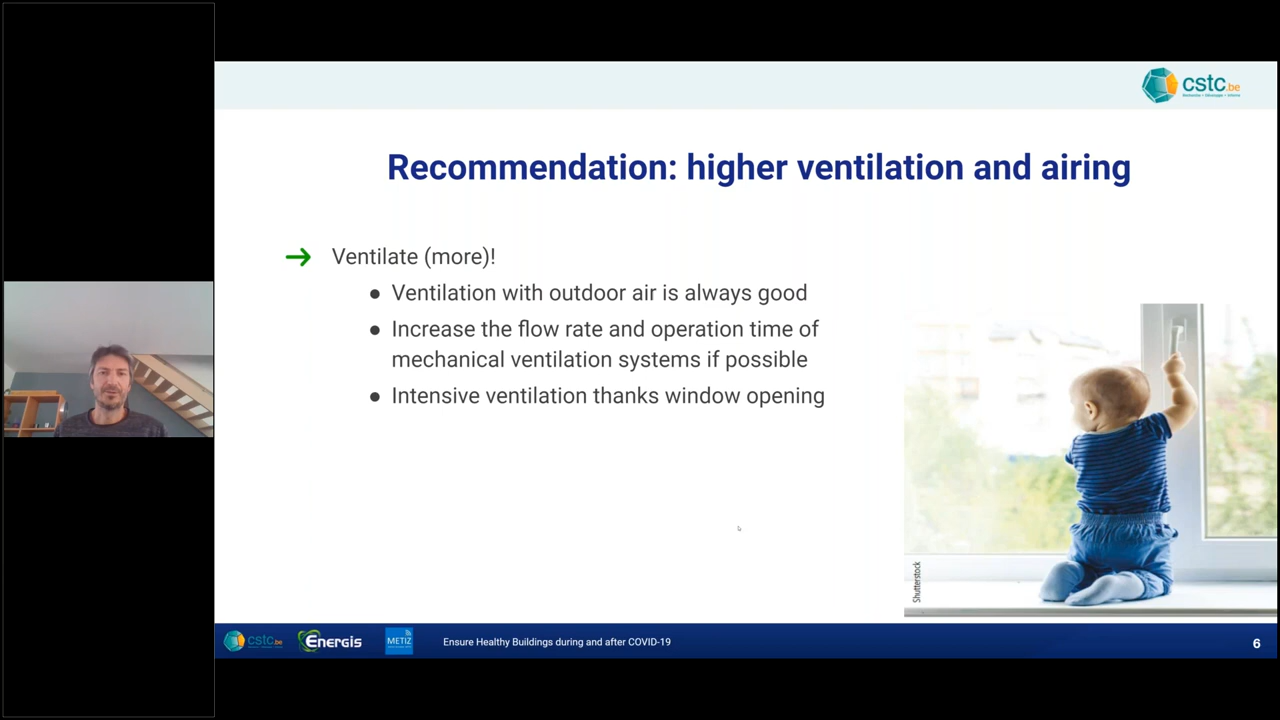 cstc.be
Recommendation: higher ventilation and airing
Ventilate (more)!
● Ventilation with outdoor air is always good
● Increase the flow rate and operation time of
mechanical ventilation systems if possible
● Intensive ventilation thanks window opening
Shutterstock
cstc.be
Energis
METIZ
Ensure Healthy Buildings during and after COVID-19
6